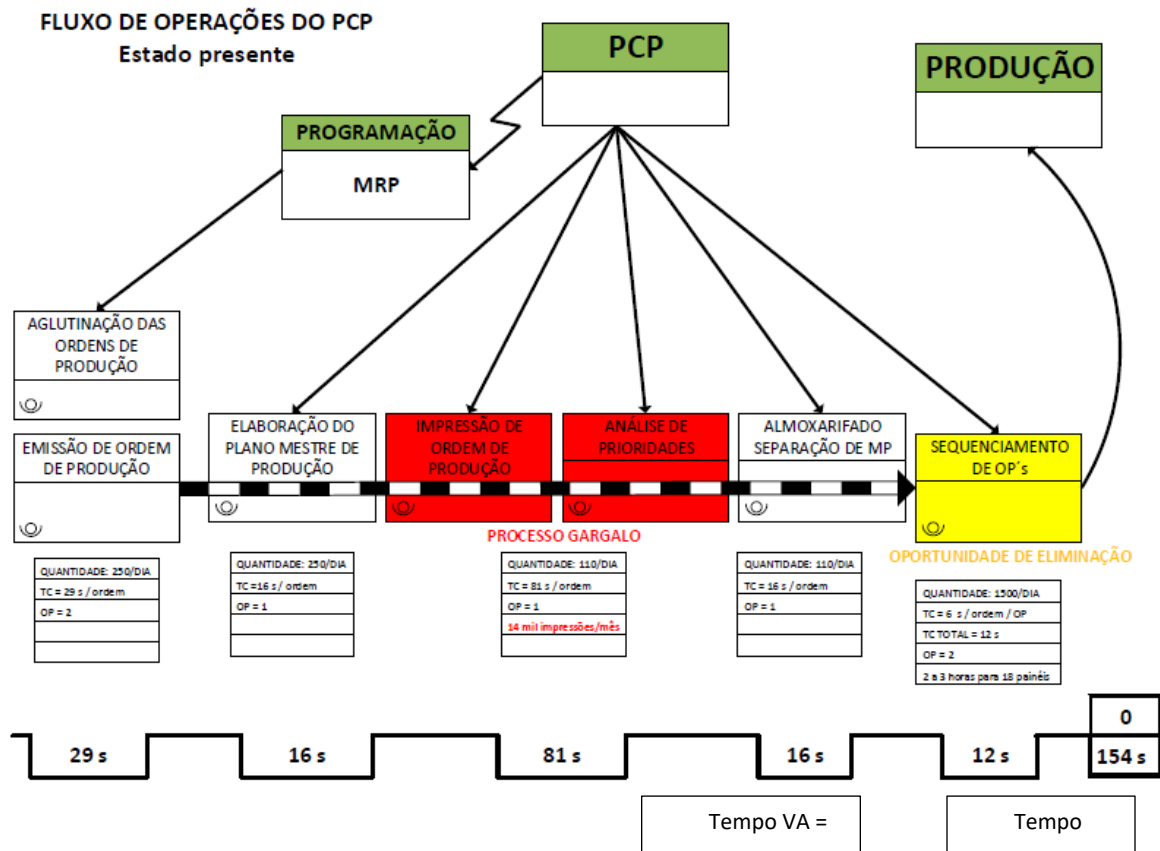 FLUXO DE OPERAÇÕES DO PCP
Estado presente
PCP
PRODUÇÃO
PROGRAMAÇÃO
MRP
AGLUTINAÇÃO DAS
ORDENS DE
PRODUÇÃO
EMISSÃO DE ORDEM
DE PRODUÇÃO
ELABORAÇÃO DO
PLANO MESTRE DE
PRODUÇÃO
IMPRESSÃO DE
ORDEM DE
PRODUÇÃO
ANÁLISE DE
PRIORIDADES
ALMOXARIFADO
SEPARAÇÃO DE MP
SEQUENCIAMENTO
DE OP´s
PROCESSO GARGALO
OPORTUNIDADE DE ELIMINAÇÃO
QUANTIDADE: 250/DIA
TC = 29 s / ordem
OP = 2
QUANTIDADE: 250/DIA
TC =16 s / ordem
OP = 1
QUANTIDADE: 110/DIA
TC = 81 s / ordem
OP = 1
14 mil impressões/mês
QUANTIDADE: 110/DIA
TC = 16 s / ordem
OP = 1
QUANTIDADE: 1500/DIA
TC = 6 s / ordem / OP
TC TOTAL = 12 s
OP = 2
2 a 3 horas para 18 painéis
29 s
16 s
81 s
16 s
12 s
0
154 s
Tempo VA =
Tempo